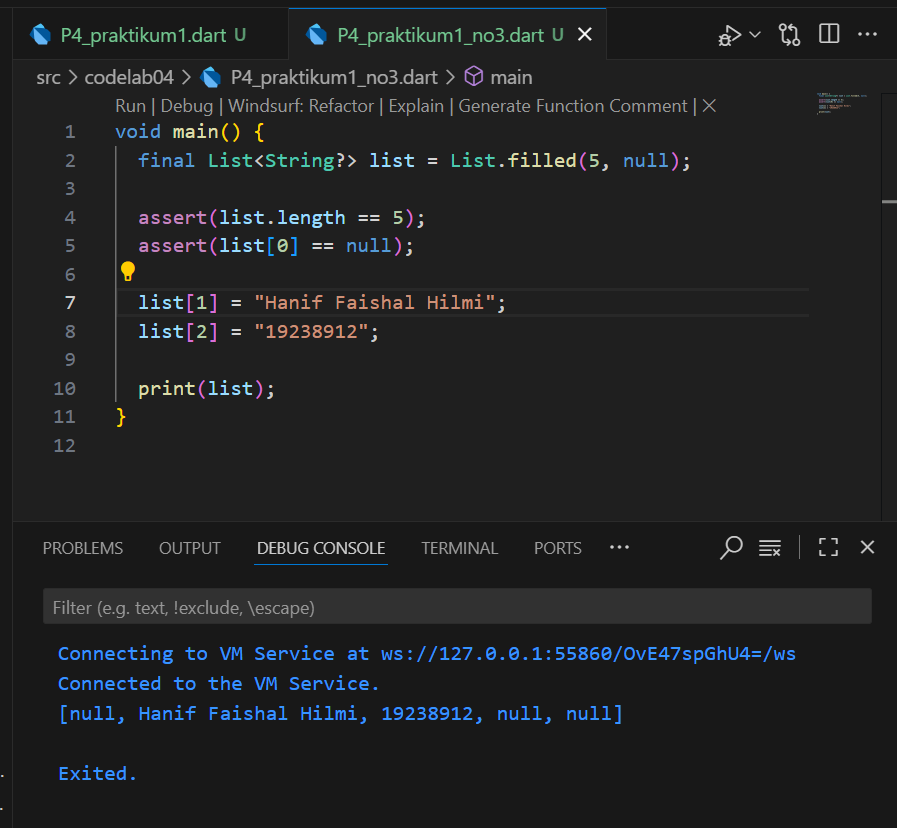 P4_praktikum1.dart U P4_praktikum1_no3.dart U
src > codelab04 > P4_praktikum1_no3.dart > main
Run | Debug | Windsurf: Refactor | Explain | Generate Function Comment | ×
1 void main() {
2 final List<String?> list = List.filled(5, null);
3
4 assert(list.length == 5);
5 assert(list[0] == null);
6
7 list[1] = "Hanif Faishal Hilmi";
8 list[2] = "19238912";
9
10 print(list);
11 }
12
PROBLEMS OUTPUT DEBUG CONSOLE TERMINAL PORTS ···
Filter (e.g. text, !exclude, \escape)
Connecting to VM Service at ws://127.0.0.1:55860/OvE47spGhU4=/ws
Connected to the VM Service.
[null, Hanif Faishal Hilmi, 19238912, null, null]
Exited.